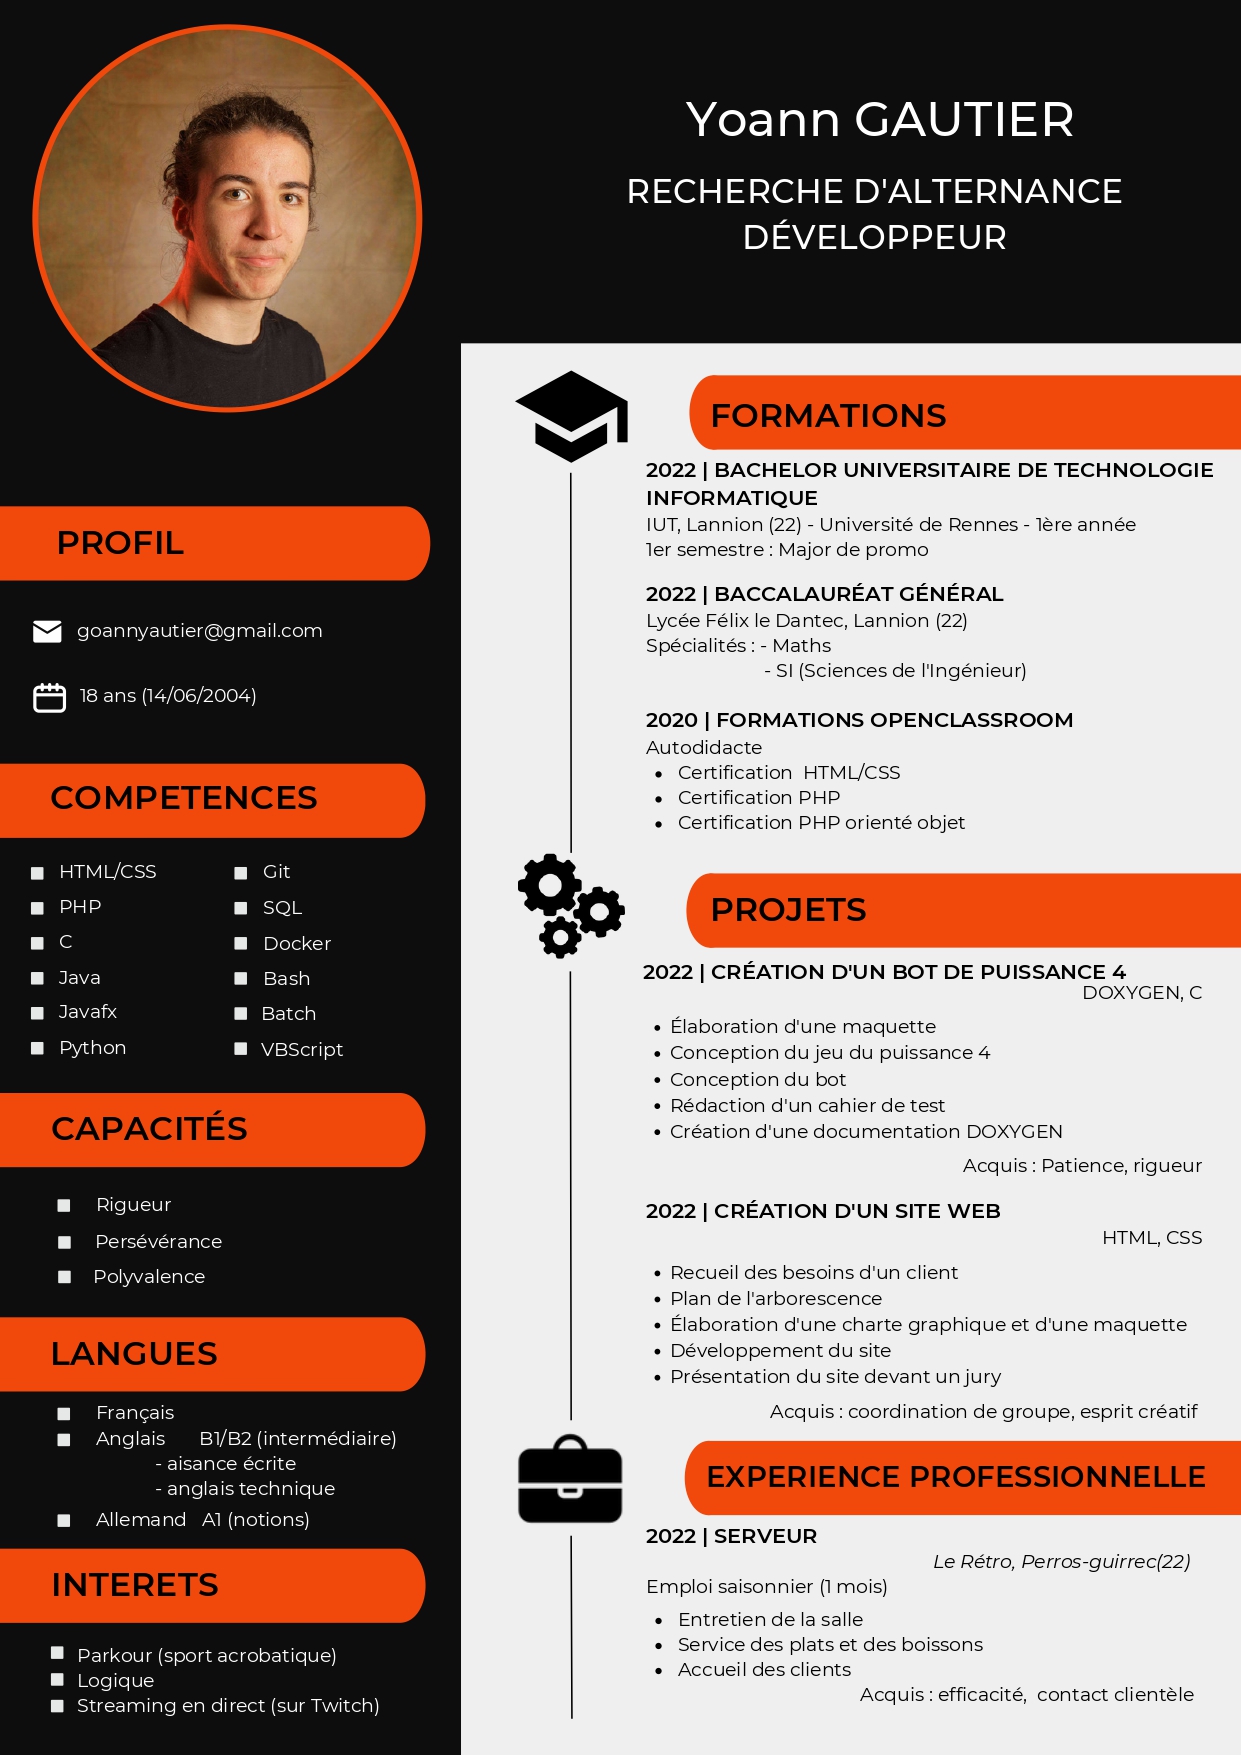 Yoann GAUTIER
RECHERCHE D'ALTERNANCE
DÉVELOPPEUR
PROFIL
goannyautier@gmail.com
18 ans (14/06/2004)
COMPETENCES
HTML/CSS
PHP
C
Java
Javafx
Python
Git
SQL
Docker
Bash
Batch
VBScript
CAPACITÉS
Rigueur
Persévérance
Polyvalence
LANGUES
Français
Anglais B1/B2 (intermédiaire)
- aisance écrite
- anglais technique
Allemand A1 (notions)
INTERETS
Parkour (sport acrobatique)
Logique
Streaming en direct (sur Twitch)
FORMATIONS
2022 | BACHELOR UNIVERSITAIRE DE TECHNOLOGIE
INFORMATIQUE
IUT, Lannion (22) - Université de Rennes - 1ère année
1er semestre : Major de promo
2022 | BACCALAURÉAT GÉNÉRAL
Lycée Félix le Dantec, Lannion (22)
Spécialités : - Maths
- SI (Sciences de l'Ingénieur)
2020 | FORMATIONS OPENCLASSROOM
Autodidacte
• Certification HTML/CSS
• Certification PHP
• Certification PHP orienté objet
PROJETS
2022 | CRÉATION D'UN BOT DE PUISSANCE 4
DOXYGEN, C
• Élaboration d'une maquette
• Conception du jeu du puissance 4
• Conception du bot
• Rédaction d'un cahier de test
• Création d'une documentation DOXYGEN
Acquis : Patience, rigueur
2022 | CRÉATION D'UN SITE WEB
HTML, CSS
• Recueil des besoins d'un client
• Plan de l'arborescence
• Élaboration d'une charte graphique et d'une maquette
• Développement du site
• Présentation du site devant un jury
Acquis : coordination de groupe, esprit créatif
EXPERIENCE PROFESSIONNELLE
2022 | SERVEUR
Le Rétro, Perros-guirrec(22)
Emploi saisonnier (1 mois)
• Entretien de la salle
• Service des plats et des boissons
• Accueil des clients
Acquis : efficacité, contact clientèle